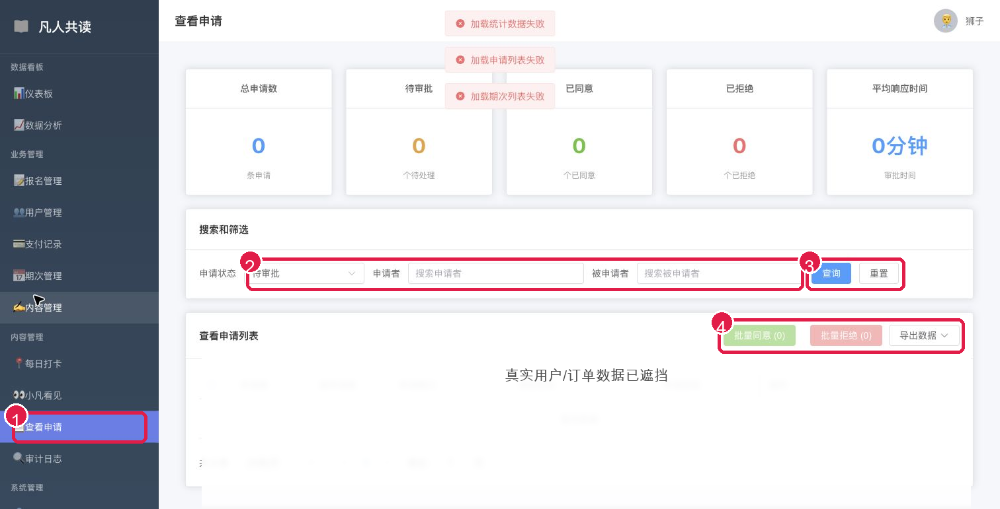 凡人共读
数据看板
仪表板
数据分析
业务管理
报名管理
用户管理
支付记录
期次管理
内容管理
内容管理
每日打卡
小凡看见
1
查看申请
审计日志
系统管理
查看申请
狮子
加载统计数据失败
加载申请列表失败
加载期次列表失败
总申请数
0
条申请
待审批
0
个待处理
已同意
0
个已同意
已拒绝
0
个已拒绝
平均响应时间
0分钟
审批时间
搜索和筛选
申请状态 2 待审批 申请者 搜索申请者 被申请者 搜索被申请者 3 查询 重置
查看申请列表 4 批量同意 (0) 批量拒绝 (0) 导出数据
真实用户/订单数据已遮挡